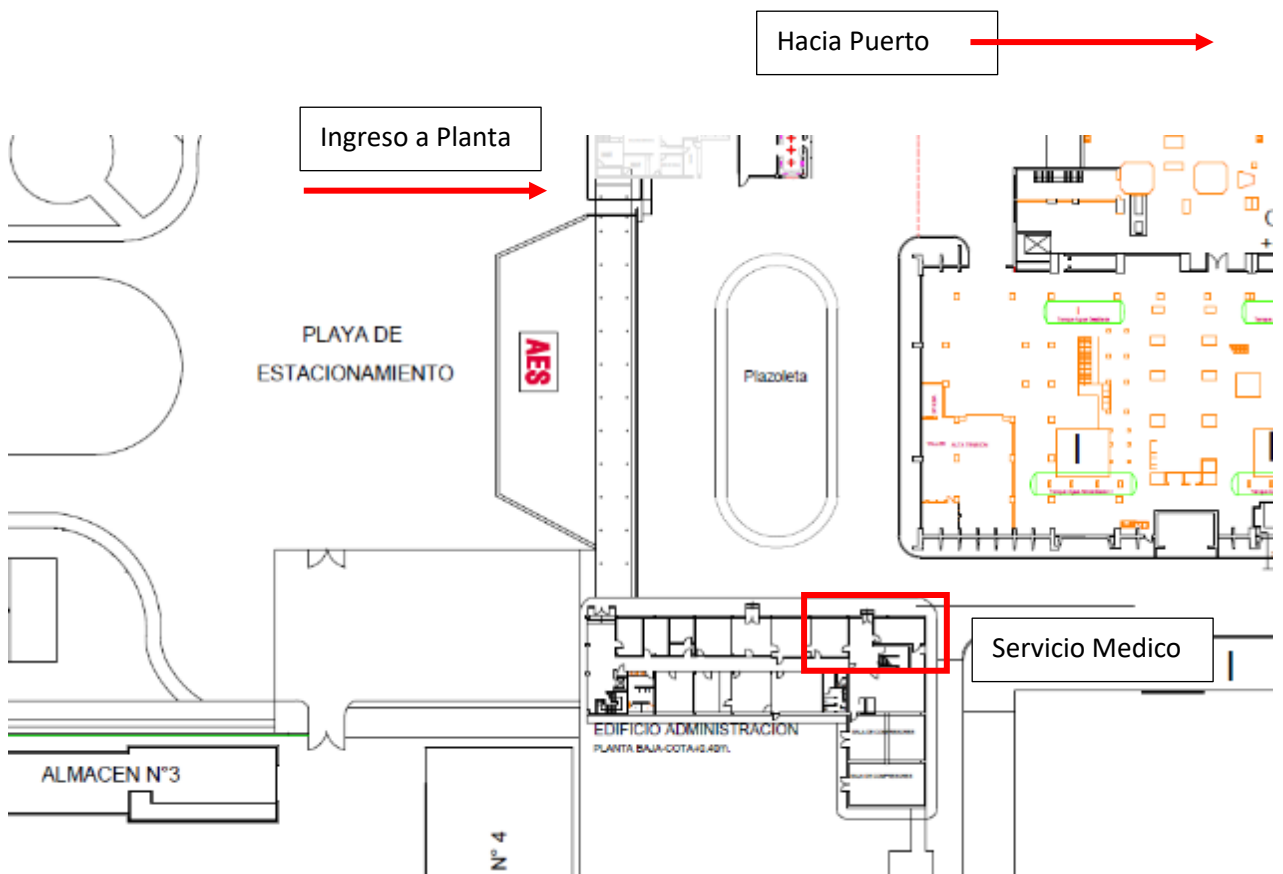 Hacia Puerto
Ingreso a Planta
PLAYA DE
ESTACIONAMIENTO
AES
Plazoleta
Servicio Medico
EDIFICIO ADMINISTRACION
ALMACEN N°3
N° 4